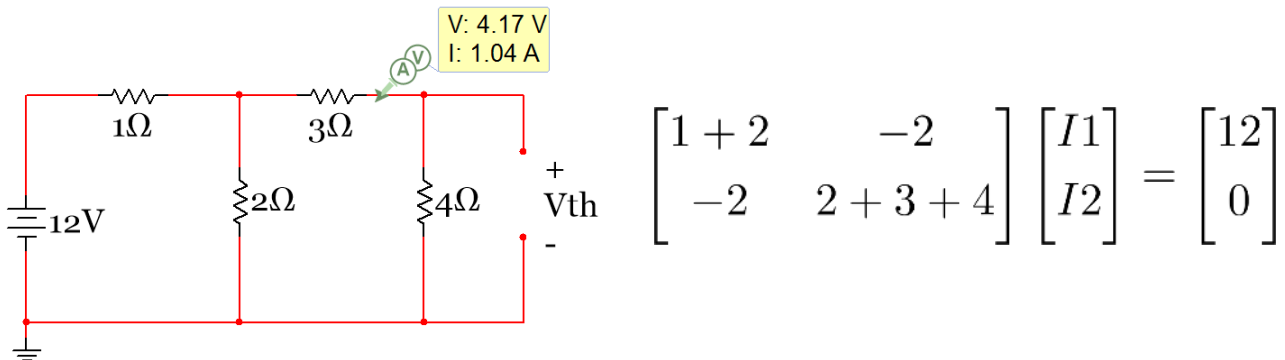 V: 4.17 V
I: 1.04 A
A V
1Ω
3Ω
12V
2Ω
4Ω
+
Vth
-
[1 + 2 −2] [I1] = [12]
[−2 2 + 3 + 4] [I2] [0]